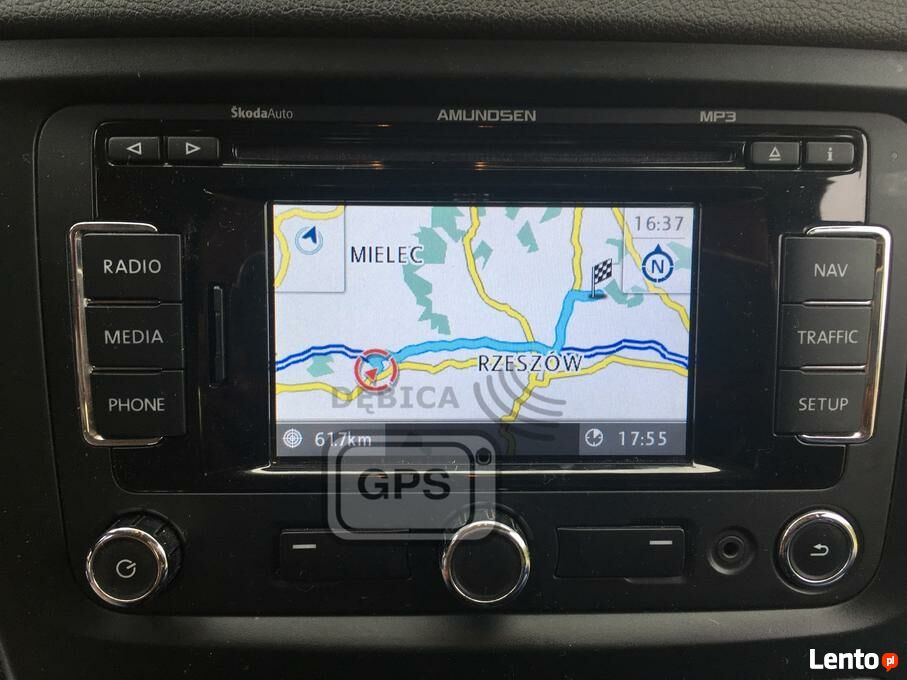 ŠkodaAuto AMUNDSEN MP3
i
16:37
MIELEC
N
RADIO NAV
MEDIA TRAFFIC
RZESZÓW
DĘBICA
PHONE SETUP
61.7km 17:55
GPS
Lento.pl